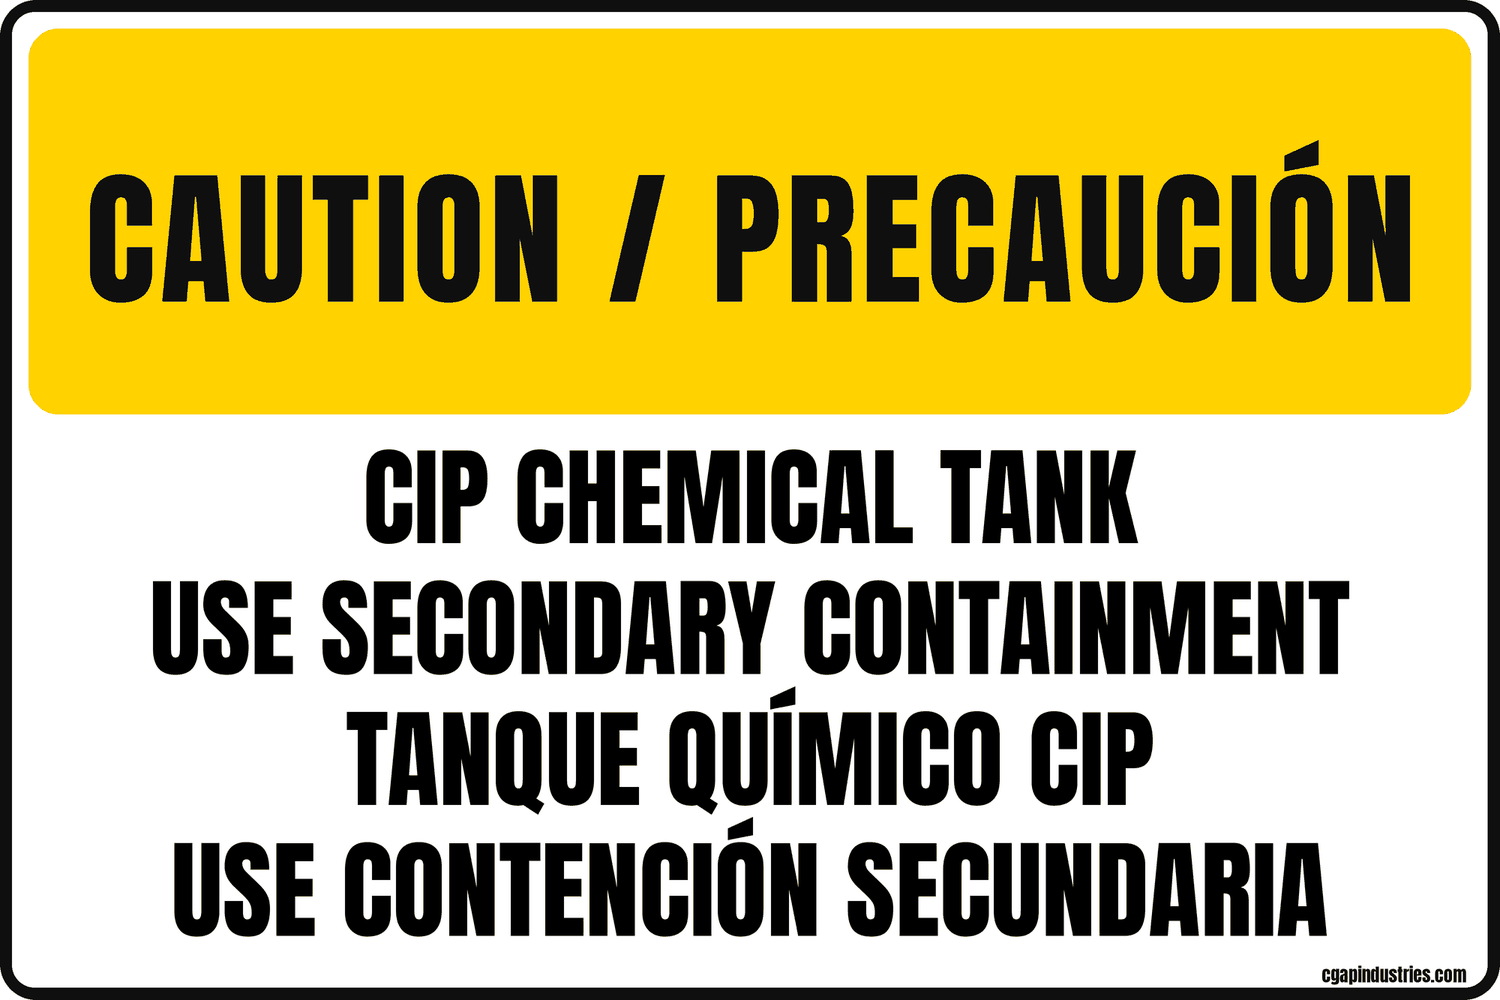 CAUTION / PRECAUCIÓN
CIP CHEMICAL TANK
USE SECONDARY CONTAINMENT
TANQUE QUÍMICO CIP
USE CONTENCIÓN SECUNDARIA
cgapindustries.com